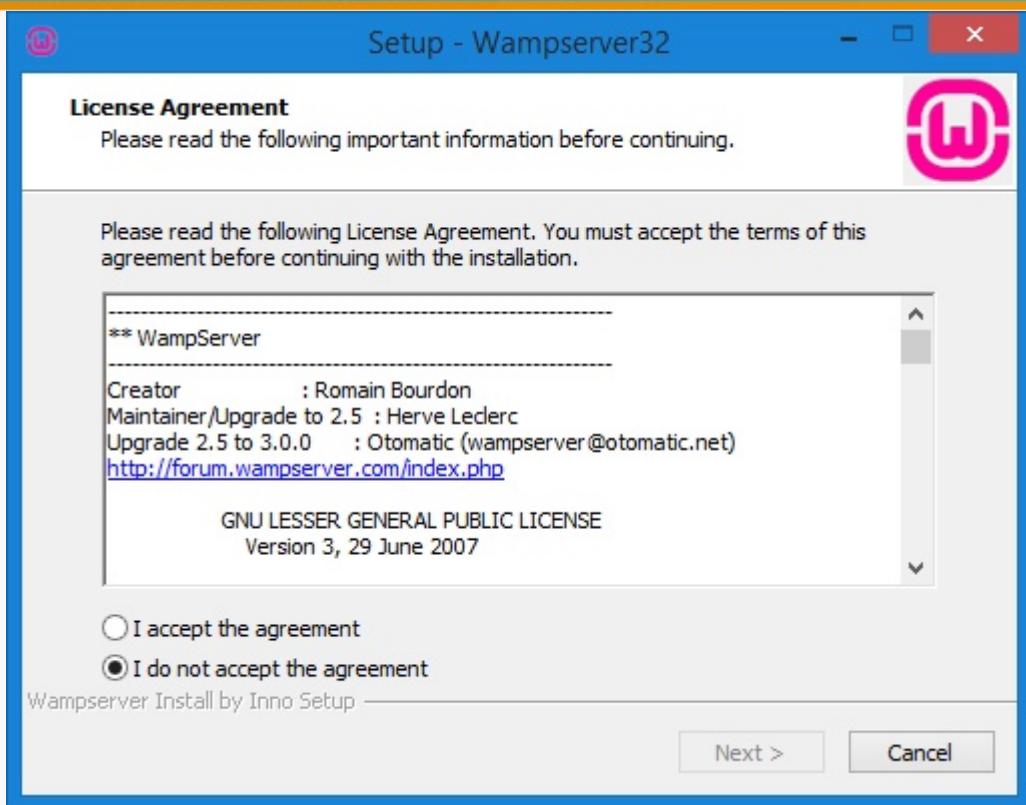 Setup - Wampserver32
License Agreement
Please read the following important information before continuing.
Please read the following License Agreement. You must accept the terms of this
agreement before continuing with the installation.
---------------------------------------------------------------
** WampServer
---------------------------------------------------------------
Creator : Romain Bourdon
Maintainer/Upgrade to 2.5 : Herve Leclerc
Upgrade 2.5 to 3.0.0 : Otomatic (wampserver@otomatic.net)
http://forum.wampserver.com/index.php
GNU LESSER GENERAL PUBLIC LICENSE
Version 3, 29 June 2007
I accept the agreement
I do not accept the agreement
Wampserver Install by Inno Setup
Next >
Cancel